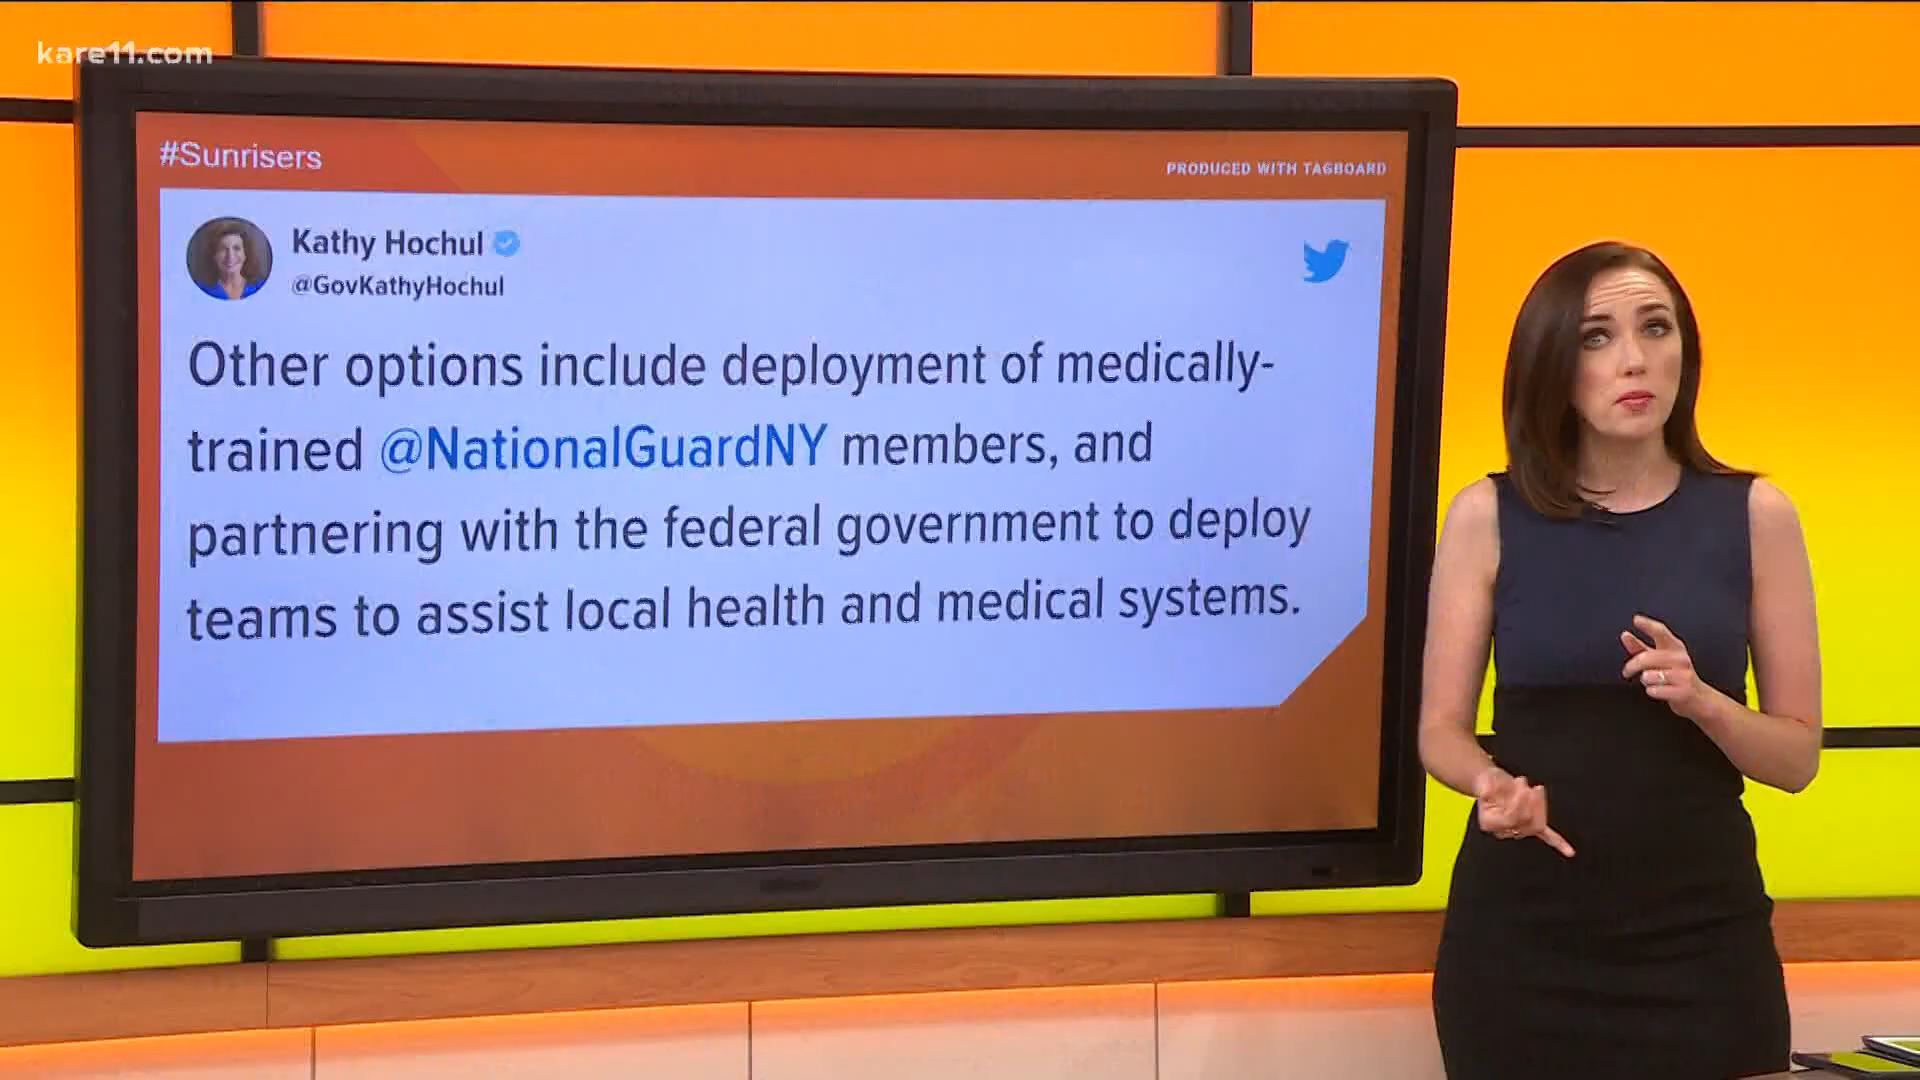 kare11.com
#Sunrisers
PRODUCED WITH TAGBOARD
Kathy Hochul
@GovKathyHochul
Other options include deployment of medically-
trained @NationalGuardNY members, and
partnering with the federal government to deploy
teams to assist local health and medical systems.